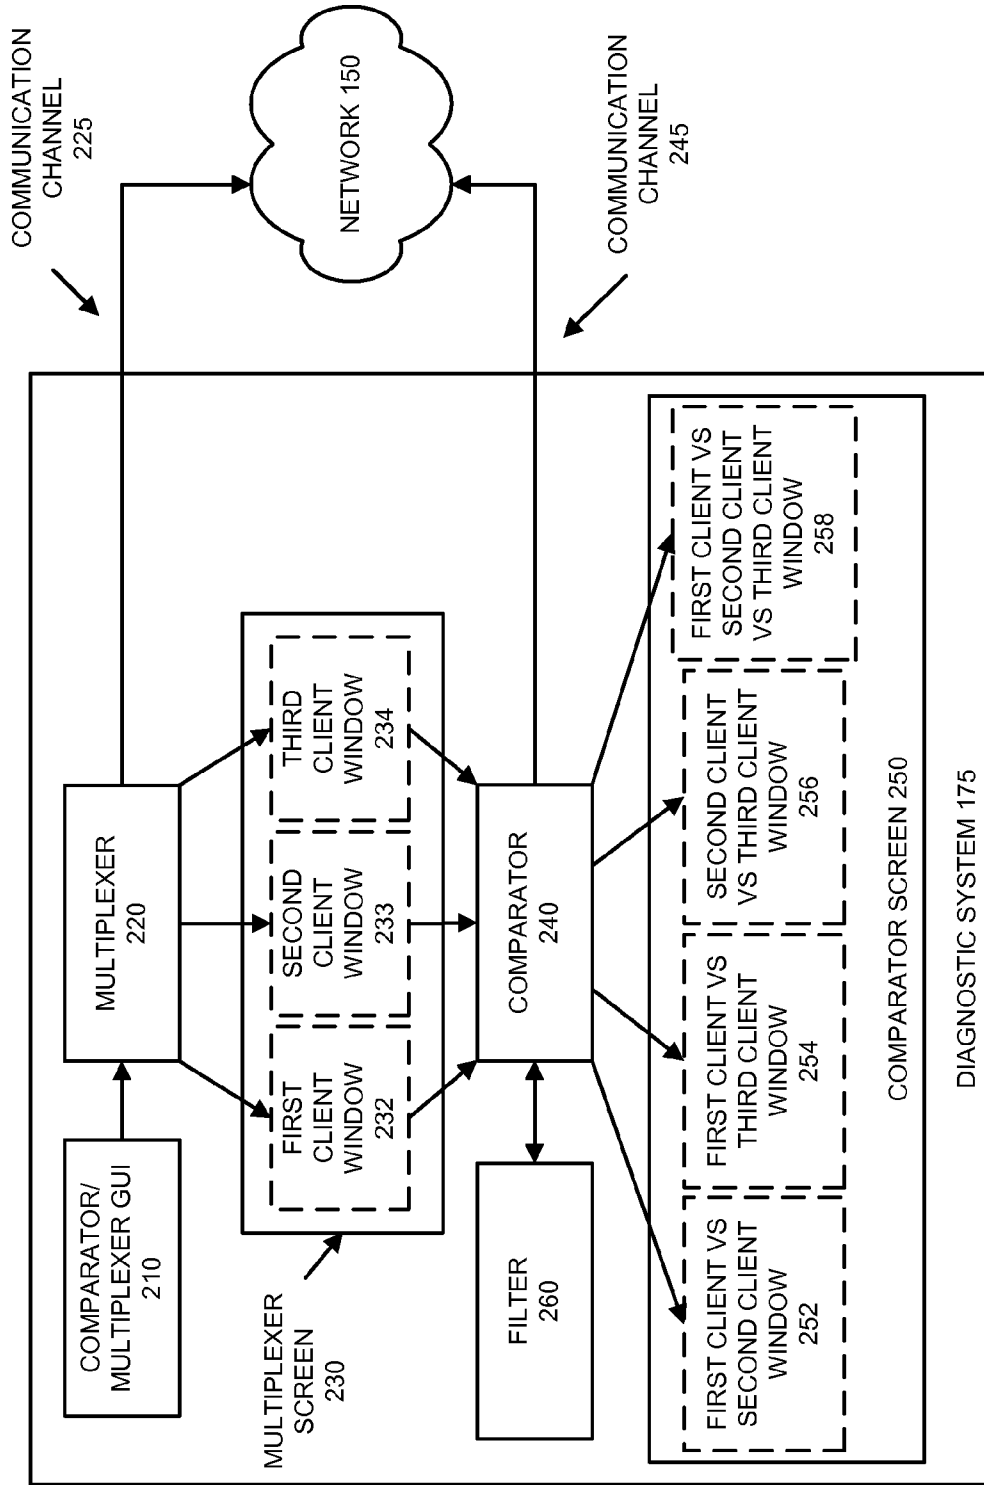 COMPARATOR/
MULTIPLEXER GUI
210
MULTIPLEXER
220
COMMUNICATION
CHANNEL
225
MULTIPLEXER
SCREEN
230
FIRST
CLIENT
WINDOW
232
SECOND
CLIENT
WINDOW
233
THIRD
CLIENT
WINDOW
234
NETWORK 150
FILTER
260
COMPARATOR
240
COMMUNICATION
CHANNEL
245
FIRST CLIENT VS
SECOND CLIENT
WINDOW
252
FIRST CLIENT VS
THIRD CLIENT
WINDOW
254
SECOND CLIENT
VS THIRD CLIENT
WINDOW
256
FIRST CLIENT VS
SECOND CLIENT
VS THIRD CLIENT
WINDOW
258
COMPARATOR SCREEN 250
DIAGNOSTIC SYSTEM 175